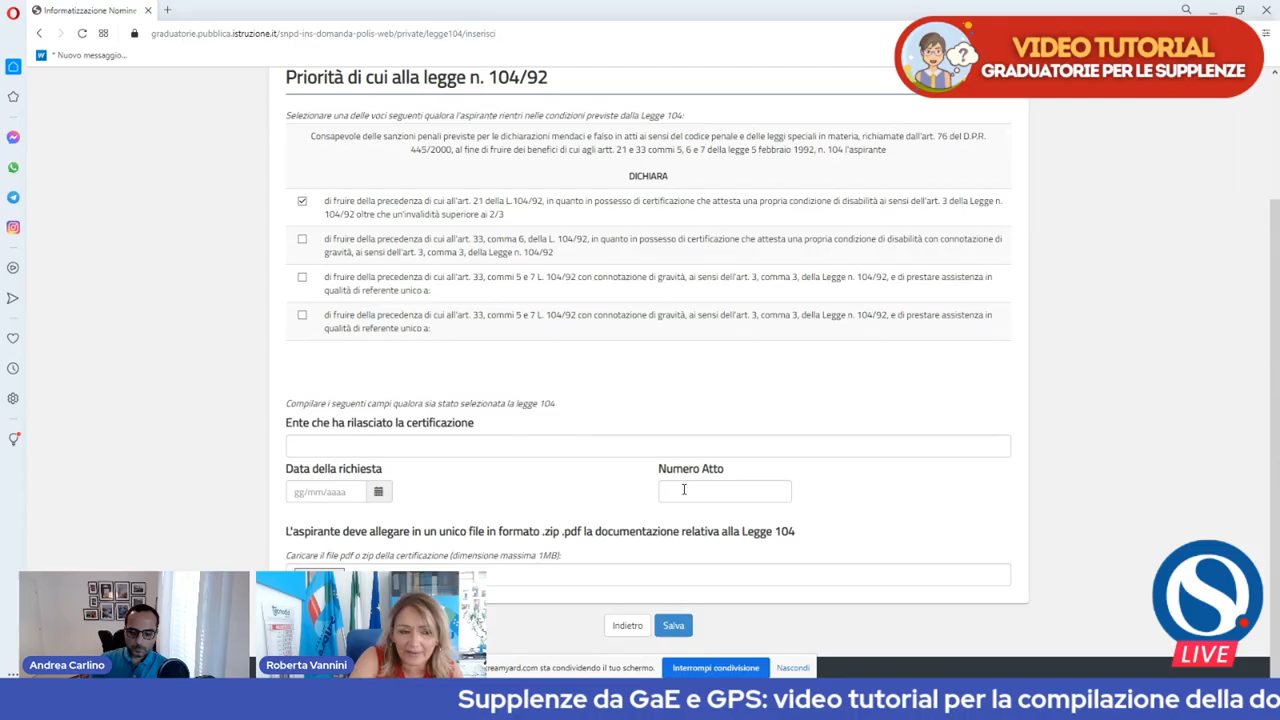 Informatizzazione Nomine
graduatorie.pubblica.istruzione.it/snpd-ins-domanda-polis-web/private/legge104/inserisci
* Nuovo messaggio...
VIDEO TUTORIAL
GRADUATORIE PER LE SUPPLENZE
Priorità di cui alla legge n. 104/92
Selezionare una delle voci seguenti qualora l'aspirante rientri nelle condizioni previste dalla Legge 104:
Consapevole delle sanzioni penali previste per le dichiarazioni mendaci e falso in atti ai sensi del codice penale e delle leggi speciali in materia, richiamate dall'art. 76 del D.P.R.
445/2000, al fine di fruire dei benefici di cui agli artt. 21 e 33 commi 5, 6 e 7 della legge 5 febbraio 1992, n. 104 l'aspirante
DICHIARA
di fruire della precedenza di cui all'art. 21 della L.104/92, in quanto in possesso di certificazione che attesta una propria condizione di disabilità ai sensi dell'art. 3 della Legge n.
104/92 oltre che un'invalidità superiore ai 2/3
di fruire della precedenza di cui all'art. 33, comma 6, della L. 104/92, in quanto in possesso di certificazione che attesta una propria condizione di disabilità con connotazione di
gravità, ai sensi dell'art. 3, comma 3, della Legge n. 104/92
di fruire della precedenza di cui all'art. 33, commi 5 e 7 L. 104/92 con connotazione di gravità, ai sensi dell'art. 3, comma 3, della Legge n. 104/92, e di prestare assistenza in
qualità di referente unico a:
di fruire della precedenza di cui all'art. 33, commi 5 e 7 L. 104/92 con connotazione di gravità, ai sensi dell'art. 3, comma 3, della Legge n. 104/92, e di prestare assistenza in
qualità di referente unico a:
Compilare i seguenti campi qualora sia stato selezionata la legge 104
Ente che ha rilasciato la certificazione
Data della richiesta
Numero Atto
gg/mm/aaaa
L'aspirante deve allegare in un unico file in formato .zip .pdf la documentazione relativa alla Legge 104
Caricare il file pdf o zip della certificazione (dimensione massima 1MB):
Indietro
Salva
Andrea Carlino
Roberta Vannini
reamyard.com sta condividendo il tuo schermo.
Interrompi condivisione
Nascondi
S
LIVE
Supplenze da GaE e GPS: video tutorial per la compilazione della do